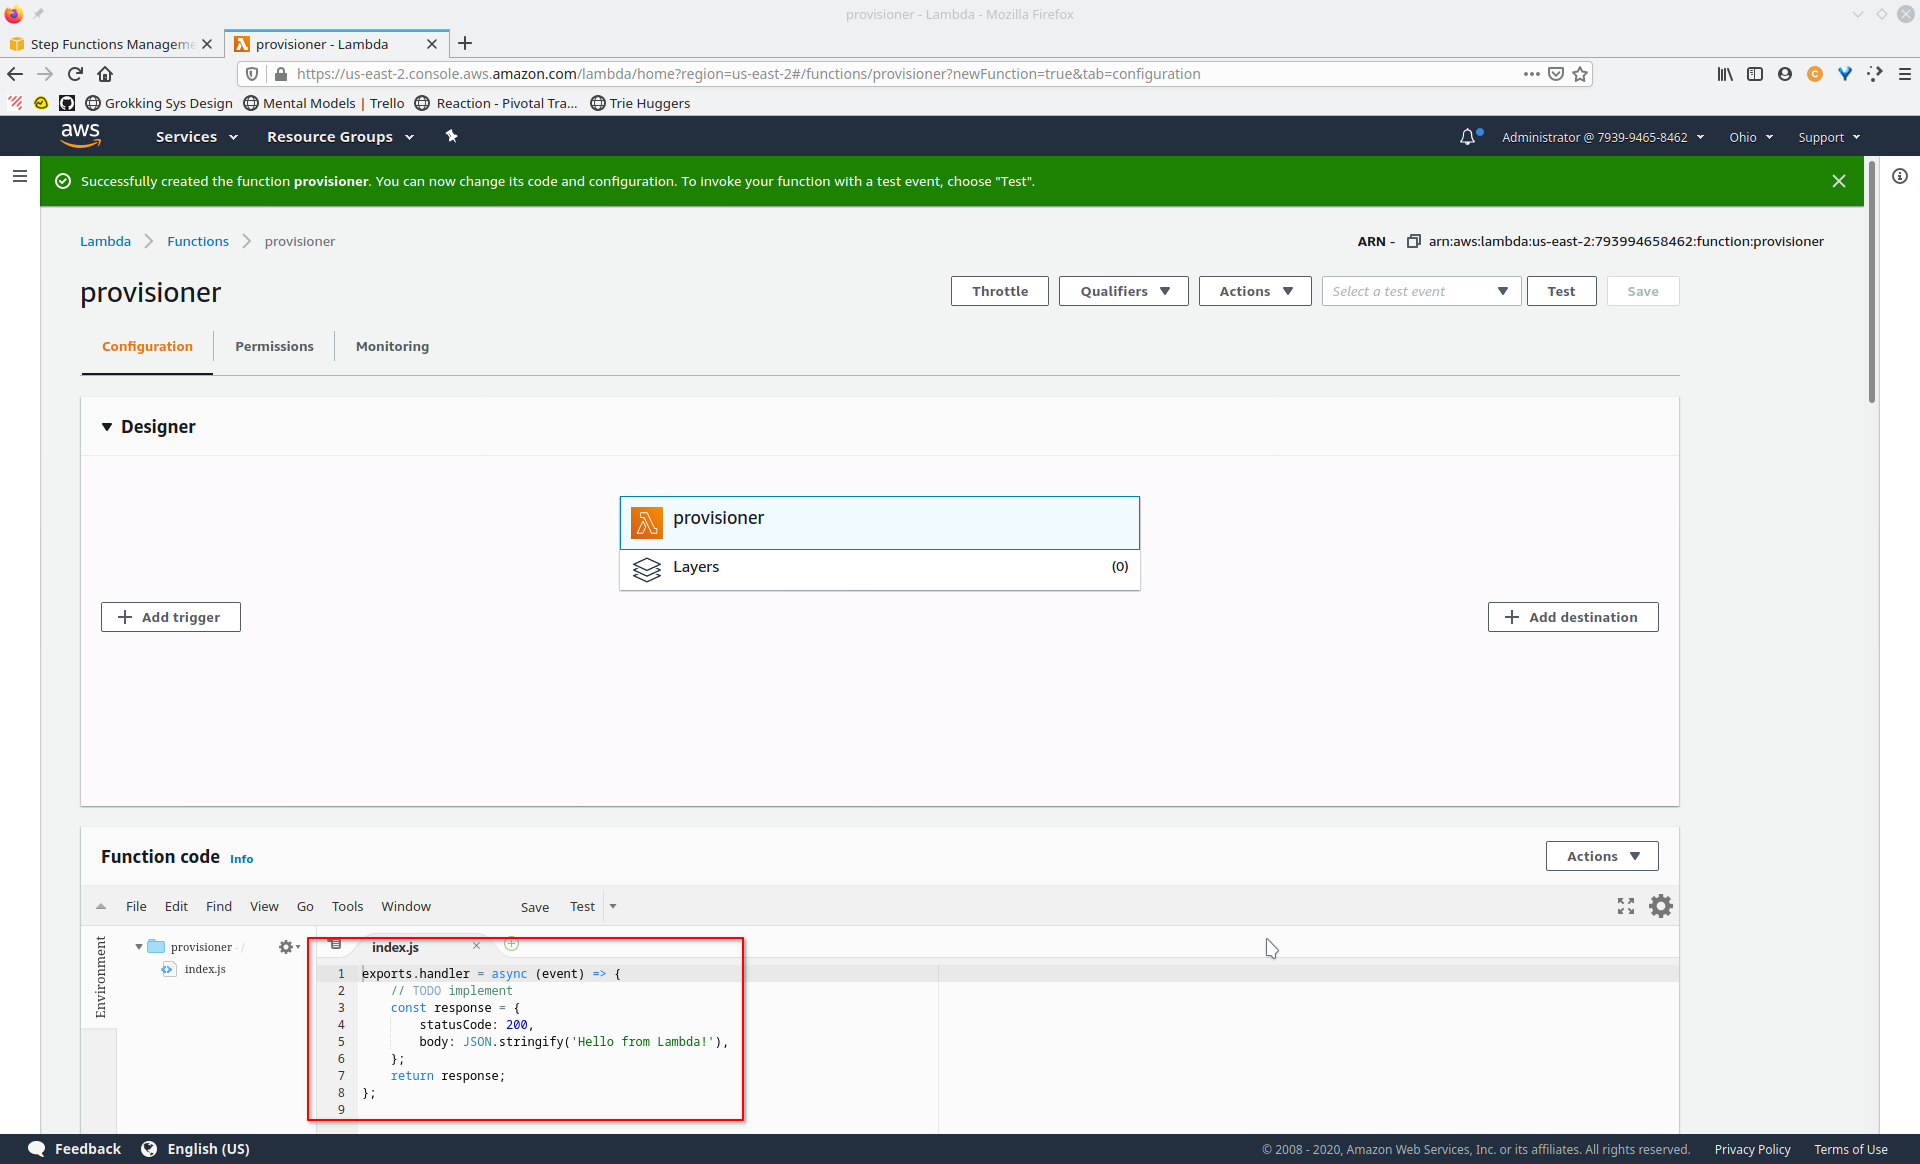 provisioner - Lambda - Mozilla Firefox
Step Functions Manageme
provisioner - Lambda
https://us-east-2.console.aws.amazon.com/lambda/home?region=us-east-2#/functions/provisioner?newFunction=true&tab=configuration
Grokking Sys Design
Mental Models | Trello
Reaction - Pivotal Tra...
Trie Huggers
aws
Services
Resource Groups
Administrator @ 7939-9465-8462
Ohio
Support
Successfully created the function provisioner. You can now change its code and configuration. To invoke your function with a test event, choose "Test".
Lambda
Functions
provisioner
ARN - arn:aws:lambda:us-east-2:793994658462:function:provisioner
provisioner
Throttle
Qualifiers
Actions
Select a test event
Test
Save
Configuration
Permissions
Monitoring
Designer
provisioner
Layers
(0)
+ Add trigger
+ Add destination
Function code Info
Actions
File Edit Find View Go Tools Window Save Test
Environment
provisioner - /
index.js
index.js
1 exports.handler = async (event) => {
2 // TODO implement
3 const response = {
4 statusCode: 200,
5 body: JSON.stringify('Hello from Lambda!'),
6 };
7 return response;
8 };
9
Feedback
English (US)
© 2008 - 2020, Amazon Web Services, Inc. or its affiliates. All rights reserved.
Privacy Policy
Terms of Use